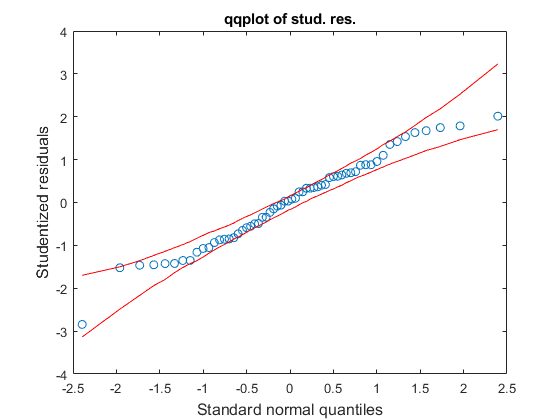 qqplot of stud. res.
4
3
2
1
0
-1
-2
-3
-4
Studentized residuals
-2.5 -2 -1.5 -1 -0.5 0 0.5 1 1.5 2 2.5
Standard normal quantiles